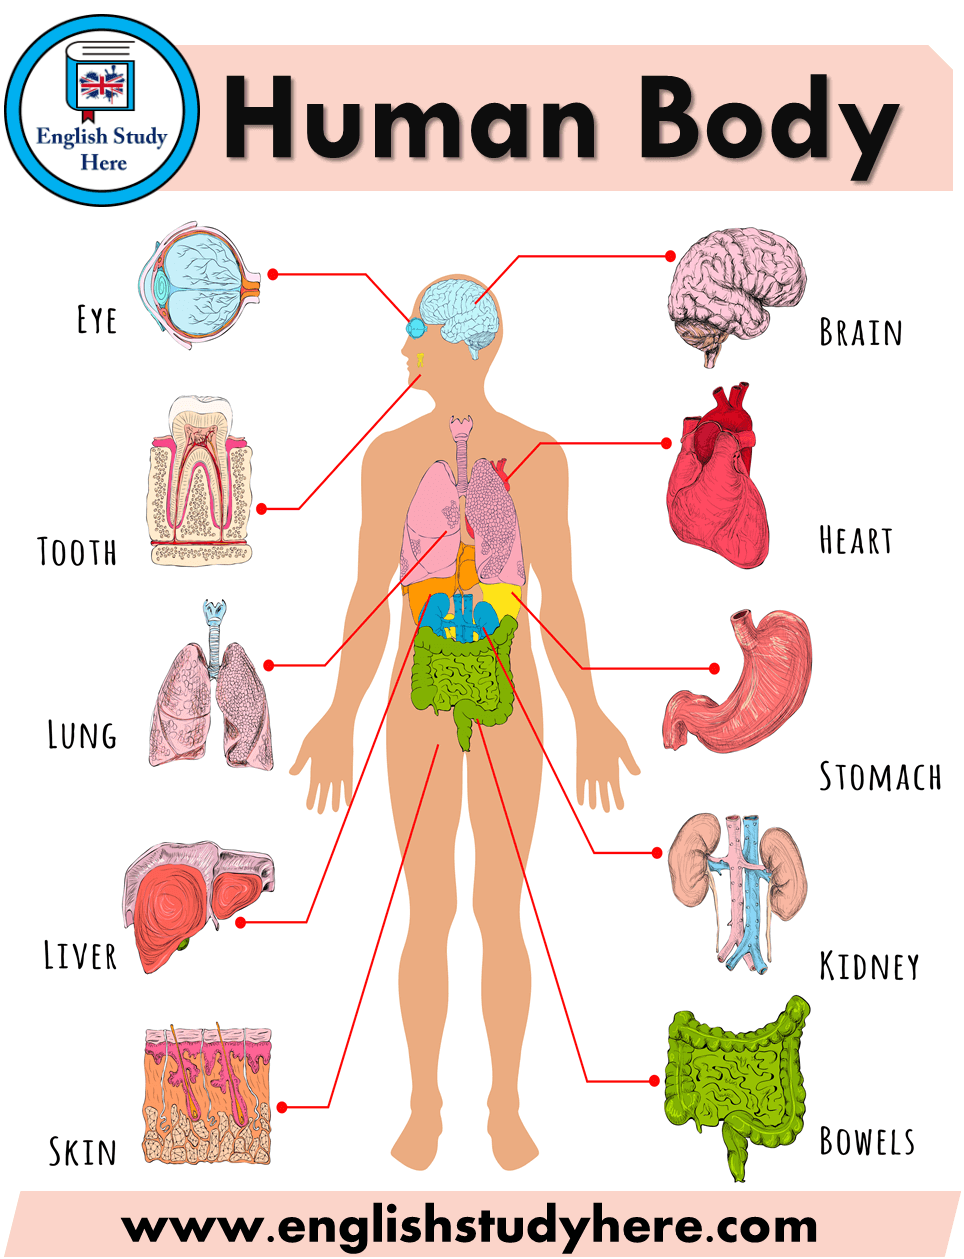 English Study
Here
Human Body
Eye
Brain
Tooth
Heart
Lung
Stomach
Liver
Kidney
Skin
Bowels
www.englishstudyhere.com